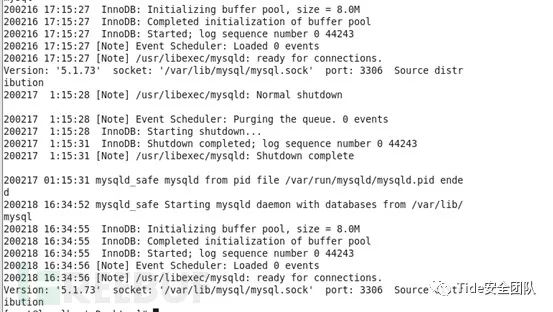 200216 17:15:27  InnoDB: Initializing buffer pool, size = 8.0M
200216 17:15:27  InnoDB: Completed initialization of buffer pool
200216 17:15:27  InnoDB: Started; log sequence number 0 44243
200216 17:15:27 [Note] Event Scheduler: Loaded 0 events
200216 17:15:27 [Note] /usr/libexec/mysqld: ready for connections.
Version: '5.1.73'  socket: '/var/lib/mysql/mysql.sock'  port: 3306  Source distr
ibution
200217  1:15:28 [Note] /usr/libexec/mysqld: Normal shutdown
200217  1:15:28 [Note] Event Scheduler: Purging the queue. 0 events
200217  1:15:28  InnoDB: Starting shutdown...
200217  1:15:31  InnoDB: Shutdown completed; log sequence number 0 44243
200217  1:15:31 [Note] /usr/libexec/mysqld: Shutdown complete
200217 01:15:31 mysqld_safe mysqld from pid file /var/run/mysqld/mysqld.pid ende
d
200218 16:34:52 mysqld_safe Starting mysqld daemon with databases from /var/lib/
mysql
200218 16:34:55  InnoDB: Initializing buffer pool, size = 8.0M
200218 16:34:55  InnoDB: Completed initialization of buffer pool
200218 16:34:55  InnoDB: Started; log sequence number 0 44243
200218 16:34:56 [Note] Event Scheduler: Loaded 0 events
200218 16:34:56 [Note] /usr/libexec/mysqld: ready for connections.
Version: '5.1.73'  socket: '/var/lib/mysql/mysql.sock'  port: 3306  Source
ibution
Tide安全团队